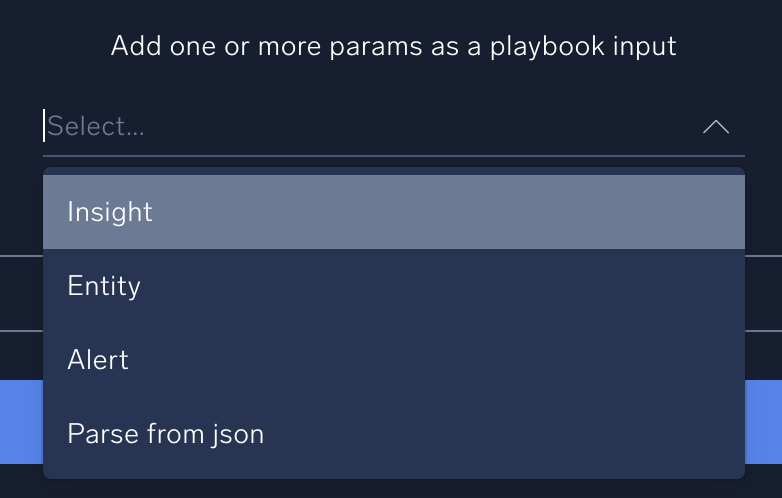 Add one or more params as a playbook input
Select...
Insight
Entity
Alert
Parse from json